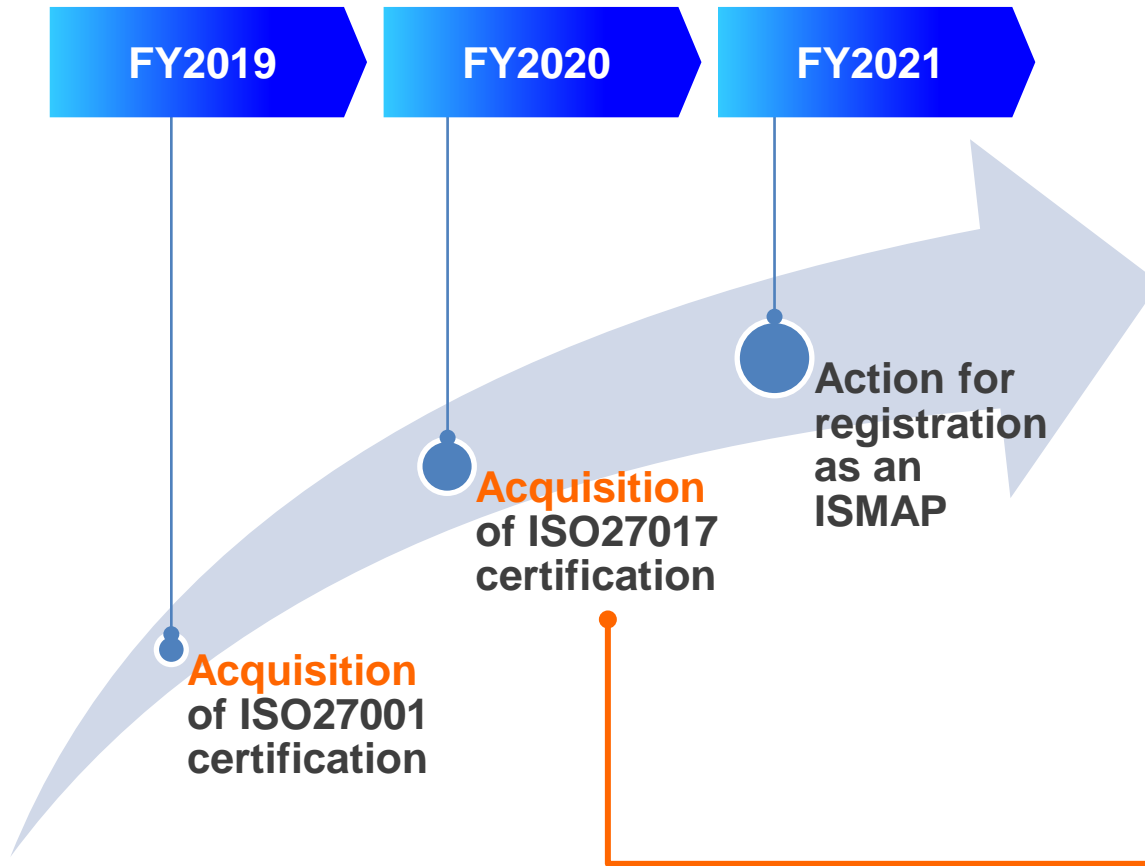 FY2019
FY2020
FY2021
Action for
registration
as an
ISMAP
Acquisition
of ISO27017
certification
Acquisition
of ISO27001
certification